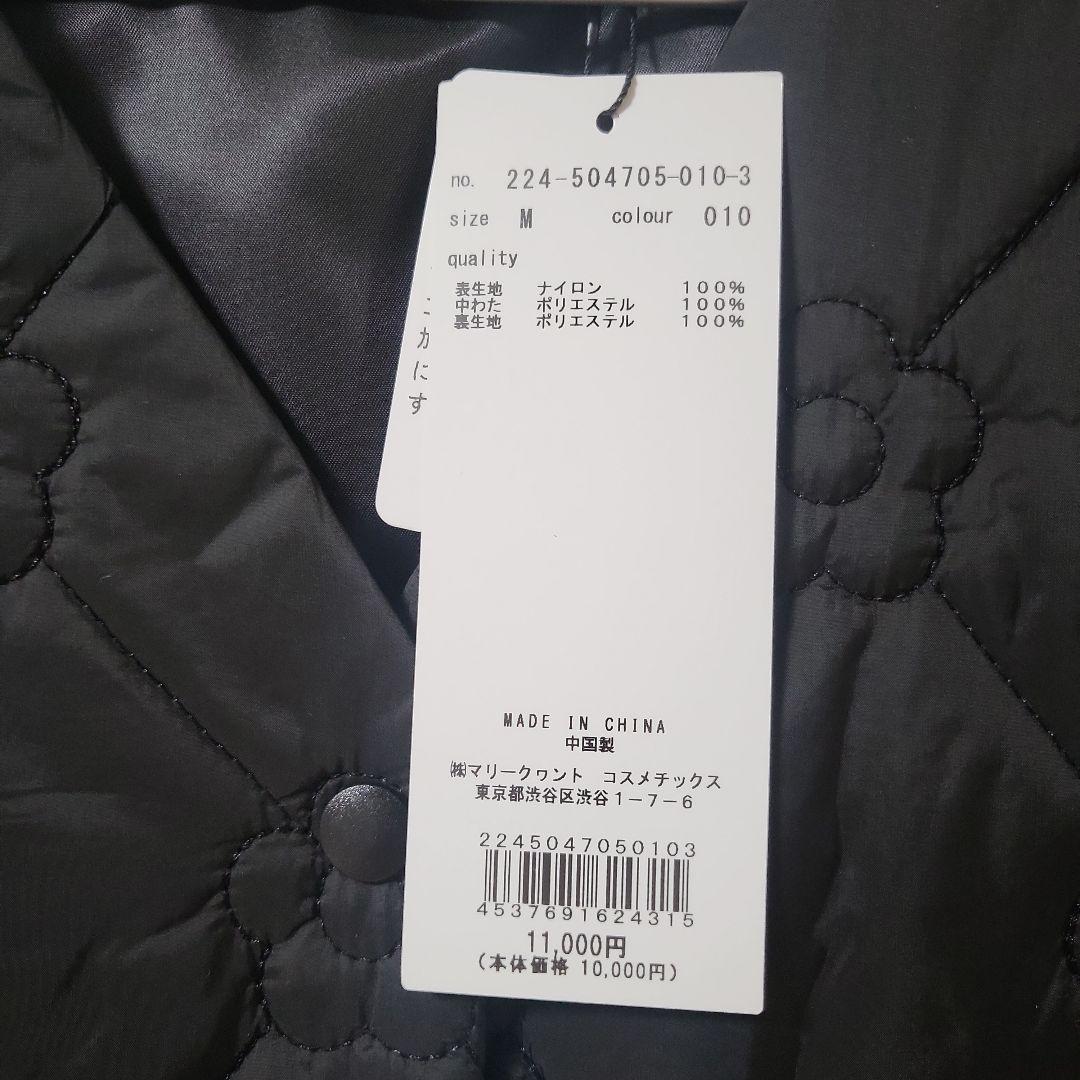 no. 224-504705-010-3
size M colour 010
quality
表生地 ナイロン 100%
中わた ポリエステル 100%
裏生地 ポリエステル 100%
か
に
す
MADE IN CHINA
中国製
㈱マリークヮント コスメチックス
東京都渋谷区渋谷1-7-6
2245047050103
4537691624315
11,000円
(本体価格 10,000円)